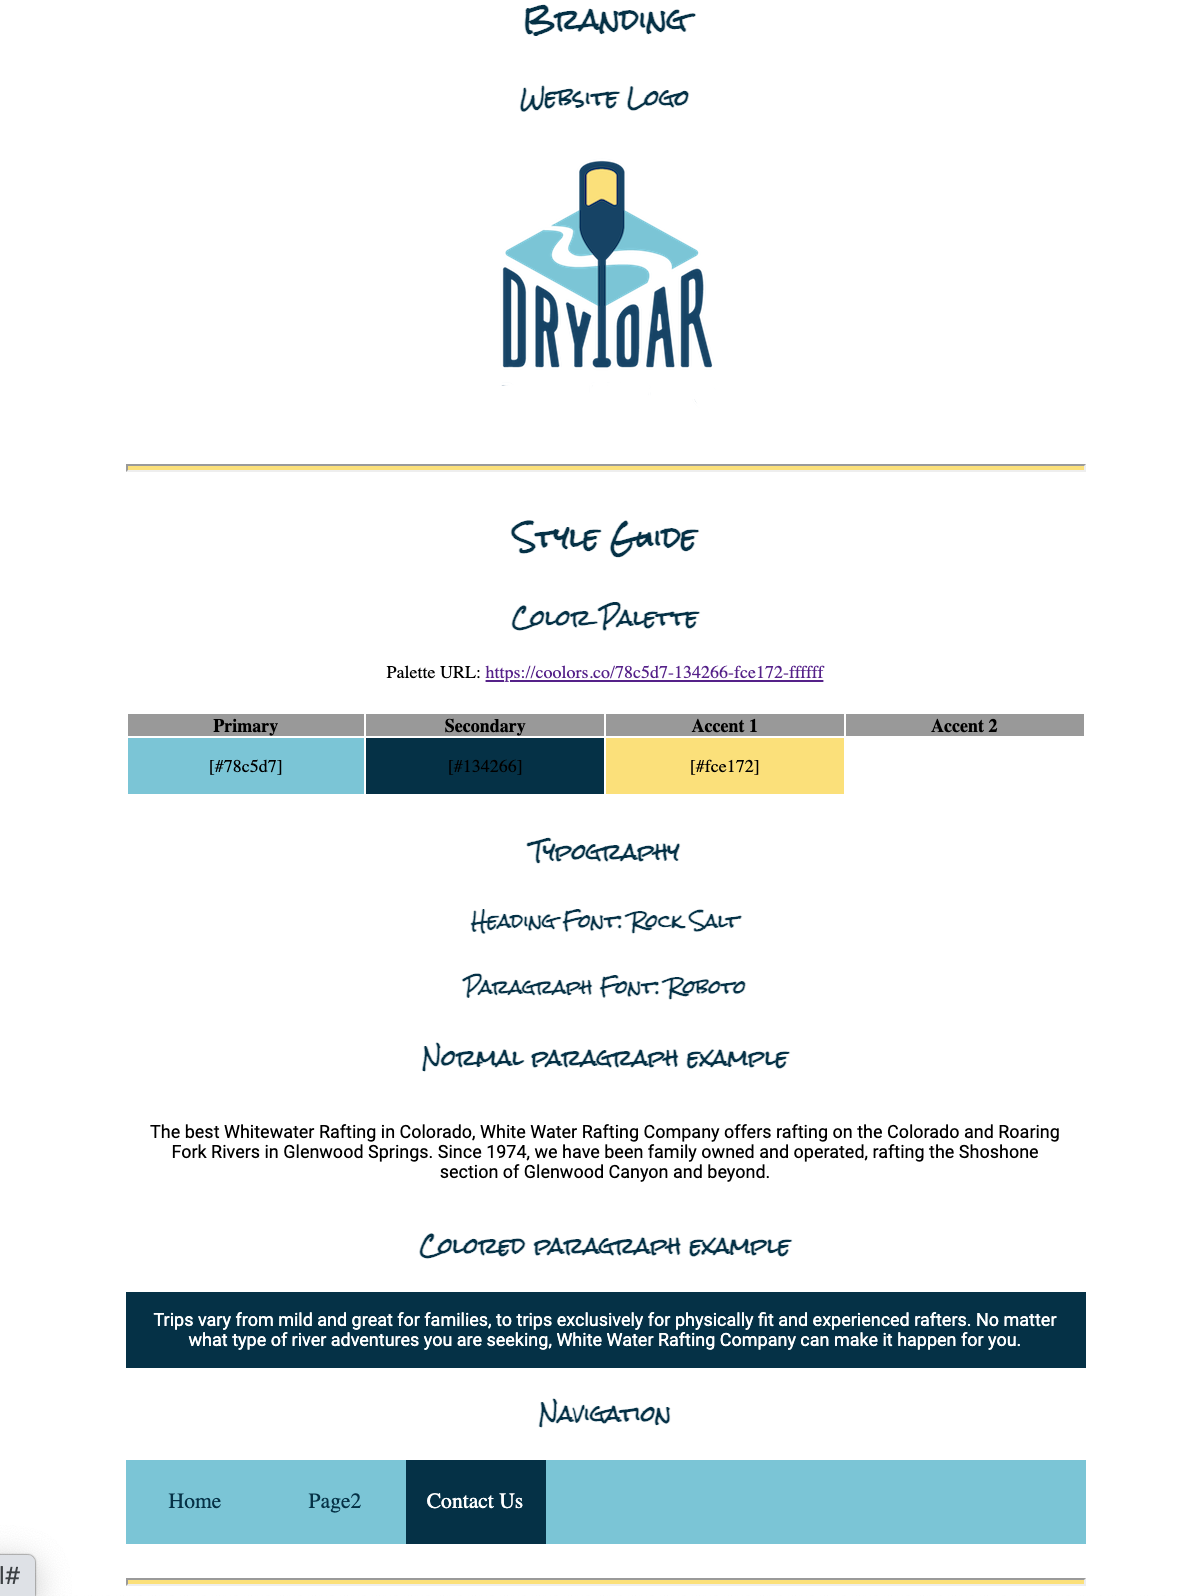 Branding
Website Logo
DRY OAR
Style Guide
Color Palette
Palette URL: https://coolors.co/78c5d7-134266-fce172-ffffff
Primary Secondary Accent 1 Accent 2
[#78c5d7] [#134266] [#fce172]
Typography
Heading Font: Rock Salt
Paragraph Font: Roboto
Normal paragraph example
The best Whitewater Rafting in Colorado, White Water Rafting Company offers rafting on the Colorado and Roaring
Fork Rivers in Glenwood Springs. Since 1974, we have been family owned and operated, rafting the Shoshone
section of Glenwood Canyon and beyond.
Colored paragraph example
Trips vary from mild and great for families, to trips exclusively for physically fit and experienced rafters. No matter
what type of river adventures you are seeking, White Water Rafting Company can make it happen for you.
Navigation
Home Page2 Contact Us
l#